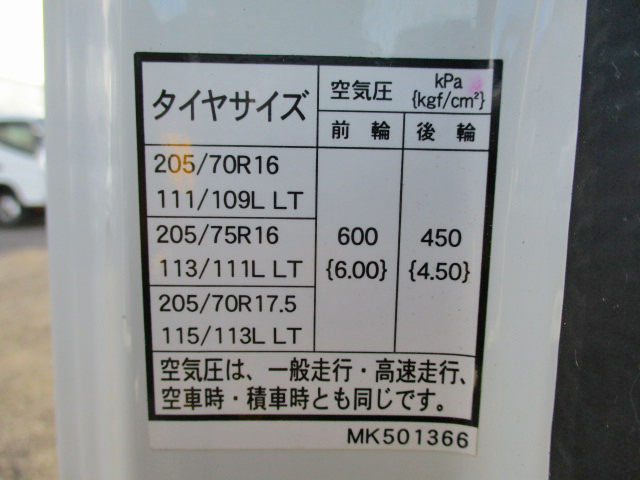 タイヤサイズ
空気圧 kPa
{kgf/cm²}
前輪 後輪
205/70R16
111/109L LT
205/75R16
113/111L LT
205/70R17.5
115/113L LT
600 450
{6.00} {4.50}
空気圧は、一般走行・高速走行、
空車時・積車時とも同じです。
MK501366